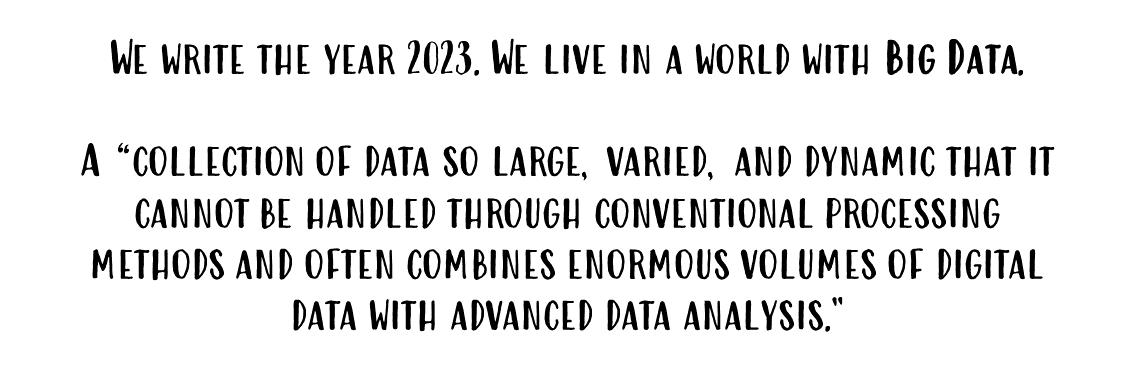 We write the year 2023. We live in a world with Big Data.
A “collection of data so large, varied, and dynamic that it
cannot be handled through conventional processing
methods and often combines enormous volumes of digital
data with advanced data analysis."